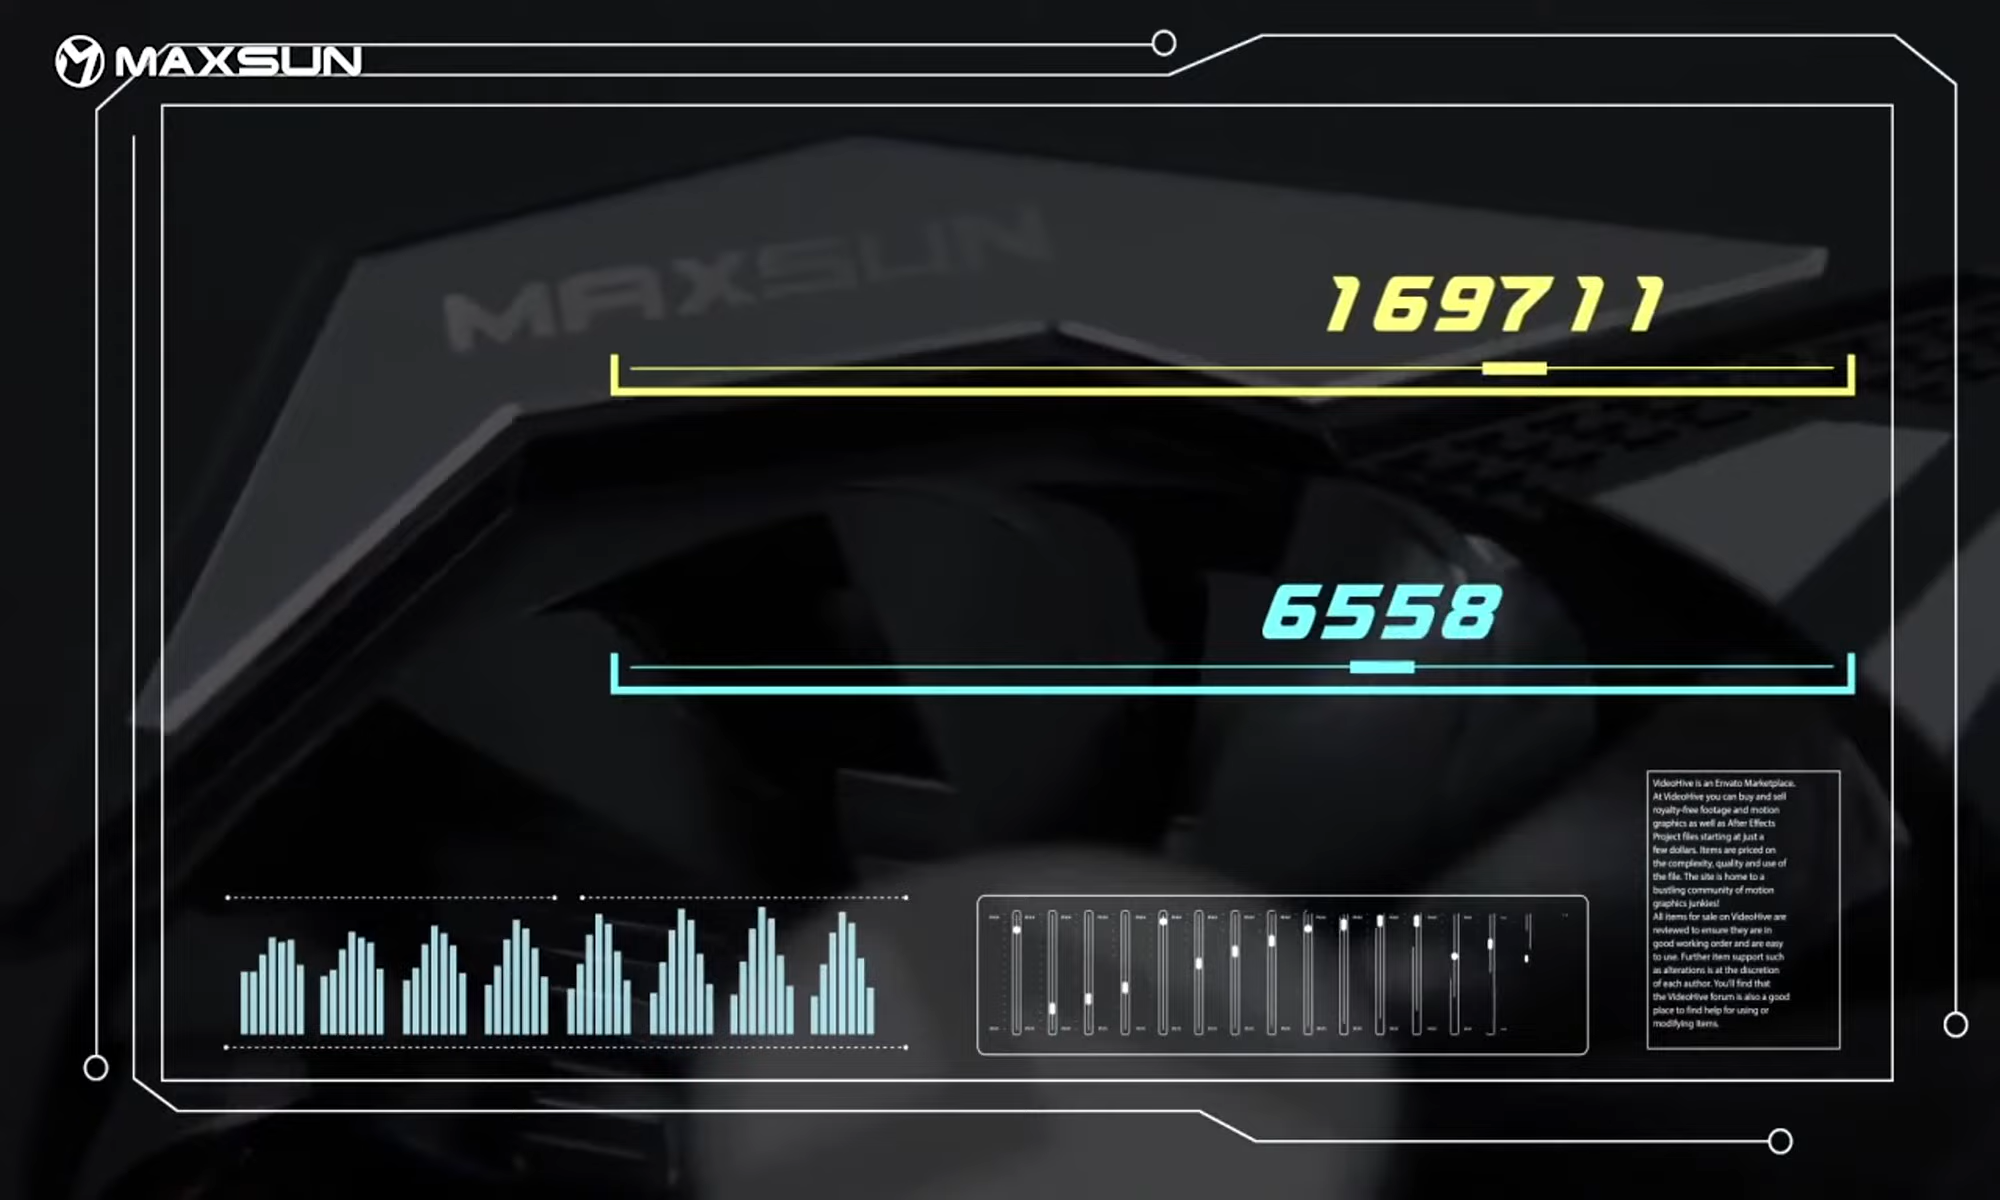 MAXSUN
MAXSUN
169711
6558
VideoHive is an Envato Marketplace.
At VideoHive you can buy and sell
royalty-free footage and motion
graphics as well as After Effects
Project files starting at just a
few dollars. Items are priced on
the complexity, quality and use of
the file. The site is home to a
bustling community of motion
graphics junkies!
All items for sale on VideoHive are
reviewed to ensure they are in
good working order and are easy
to use. Further item support such
as alterations is at the discretion
of each author. You'll find that
the VideoHive forum is also a good
place to find help for using or
modifying items.